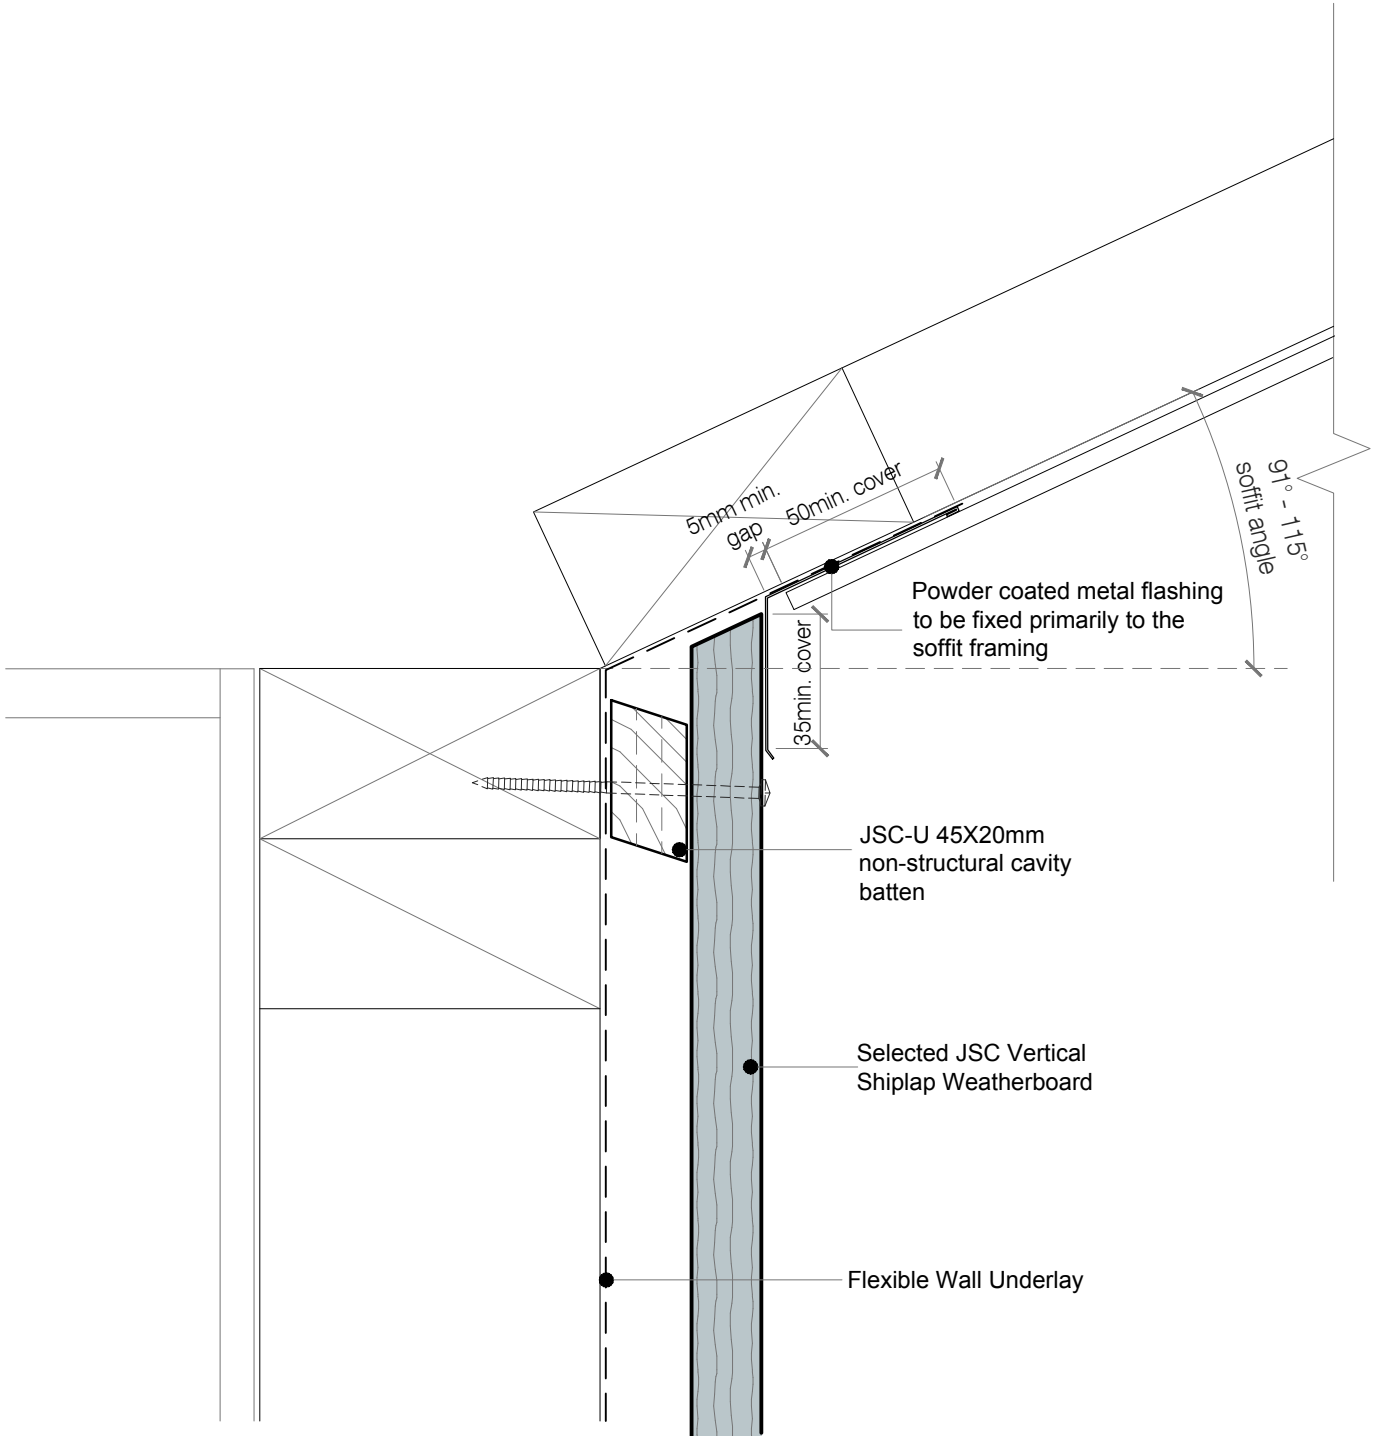 5mm min.
gap
50min. cover
91° - 115°
soffit angle
Powder coated metal flashing
to be fixed primarily to the
soffit framing
35min. cover
JSC-U 45X20mm
non-structural cavity
batten
Selected JSC Vertical
Shiplap Weatherboard
Flexible Wall Underlay